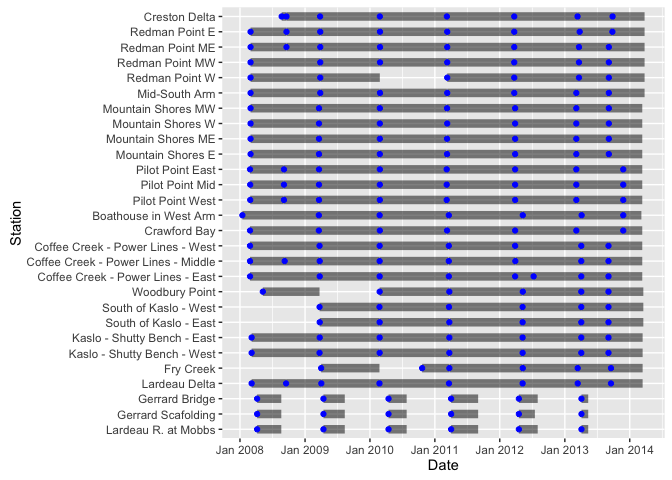 Creston Delta
Redman Point E
Redman Point ME
Redman Point MW
Redman Point W
Mid-South Arm
Mountain Shores MW
Mountain Shores W
Mountain Shores ME
Mountain Shores E
Pilot Point East
Pilot Point Mid
Pilot Point West
Boathouse in West Arm
Crawford Bay
Coffee Creek - Power Lines - West
Coffee Creek - Power Lines - Middle
Coffee Creek - Power Lines - East
Woodbury Point
South of Kaslo - West
South of Kaslo - East
Kaslo - Shutty Bench - East
Kaslo - Shutty Bench - West
Fry Creek
Lardeau Delta
Gerrard Bridge
Gerrard Scafolding
Lardeau R. at Mobbs
Station
Jan 2008 Jan 2009 Jan 2010 Jan 2011 Jan 2012 Jan 2013 Jan 2014
Date